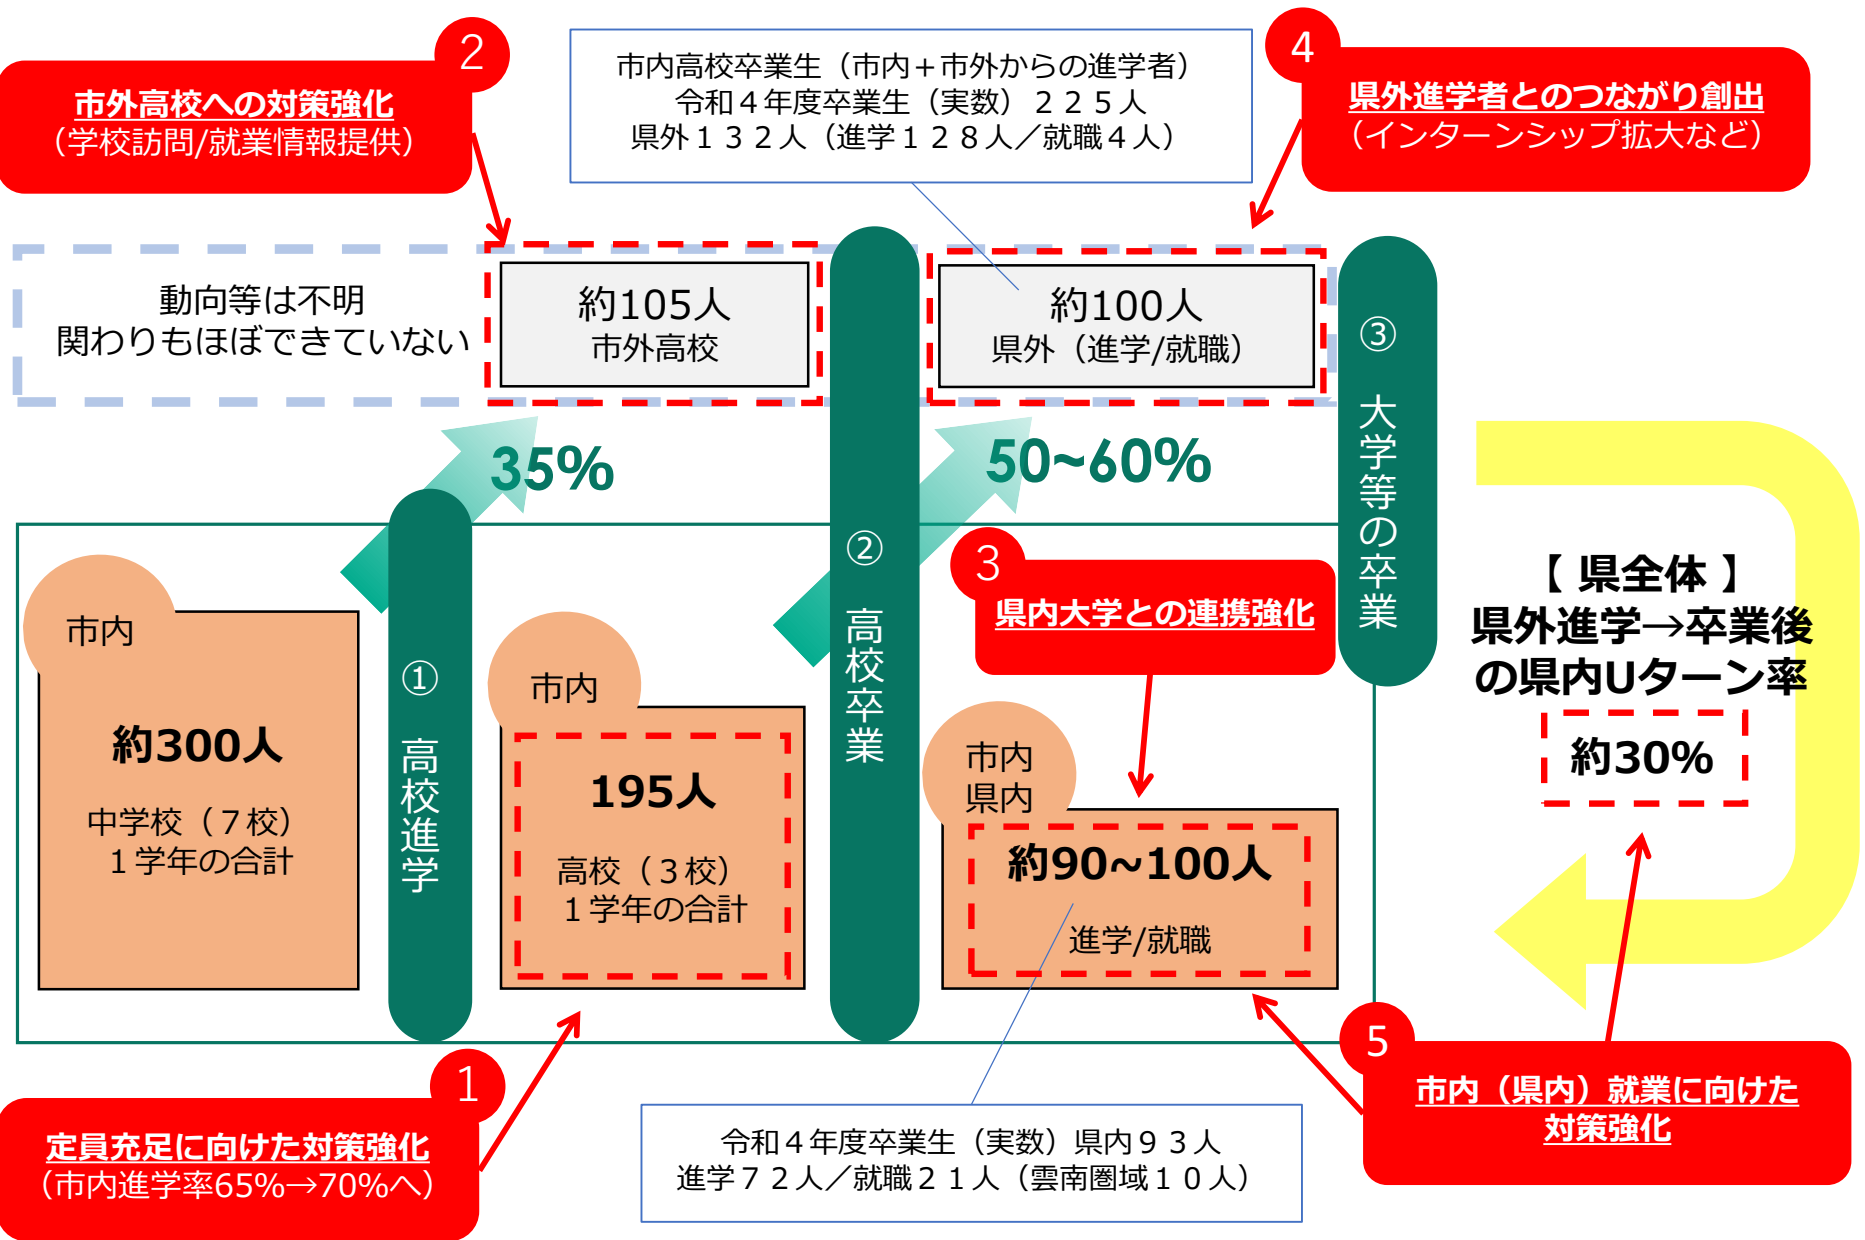 2
市外高校への対策強化
（学校訪問/就業情報提供）
市内高校卒業生（市内＋市外からの進学者）
令和４年度卒業生（実数）２２５人
県外１３２人（進学１２８人／就職４人）
4
県外進学者とのつながり創出
（インターンシップ拡大など）
動向等は不明
関わりもほぼできていない
約105人
市外高校
約100人
県外（進学/就職）
35%
50~60%
① 高校進学
② 高校卒業
③ 大学等の卒業
市内
約300人
中学校（７校）
１学年の合計
市内
195人
高校（３校）
１学年の合計
3
県内大学との連携強化
市内
県内
約90~100人
進学/就職
【 県全体 】
県外進学→卒業後
の県内Uターン率
約30%
1
定員充足に向けた対策強化
（市内進学率65%→70%へ）
令和４年度卒業生（実数）県内９３人
進学７２人／就職２１人（雲南圏域１０人）
5
市内（県内）就業に向けた
対策強化